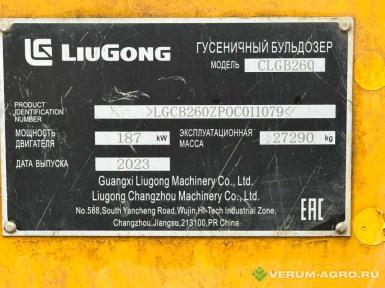 LIUGONG
ГУСЕНИЧНЫЙ БУЛЬДОЗЕР
МОДЕЛЬ CLGB260
PRODUCT IDENTIFICATION NUMBER
>LGCB260ZP0C011079<
МОЩНОСТЬ ДВИГАТЕЛЯ 187 kW
ЭКСПЛУАТАЦИОННАЯ МАССА 27290 kg
ДАТА ВЫПУСКА 2023
Guangxi Liugong Machinery Co., Ltd.
Liugong Changzhou Machinery Co., Ltd.
No.588,South Yancheng Road,Wujin,Hi-Tech Industrial Zone,
Changzhou,Jiangsu,213100,PR China
EAC
VERUM-AGRO.RU